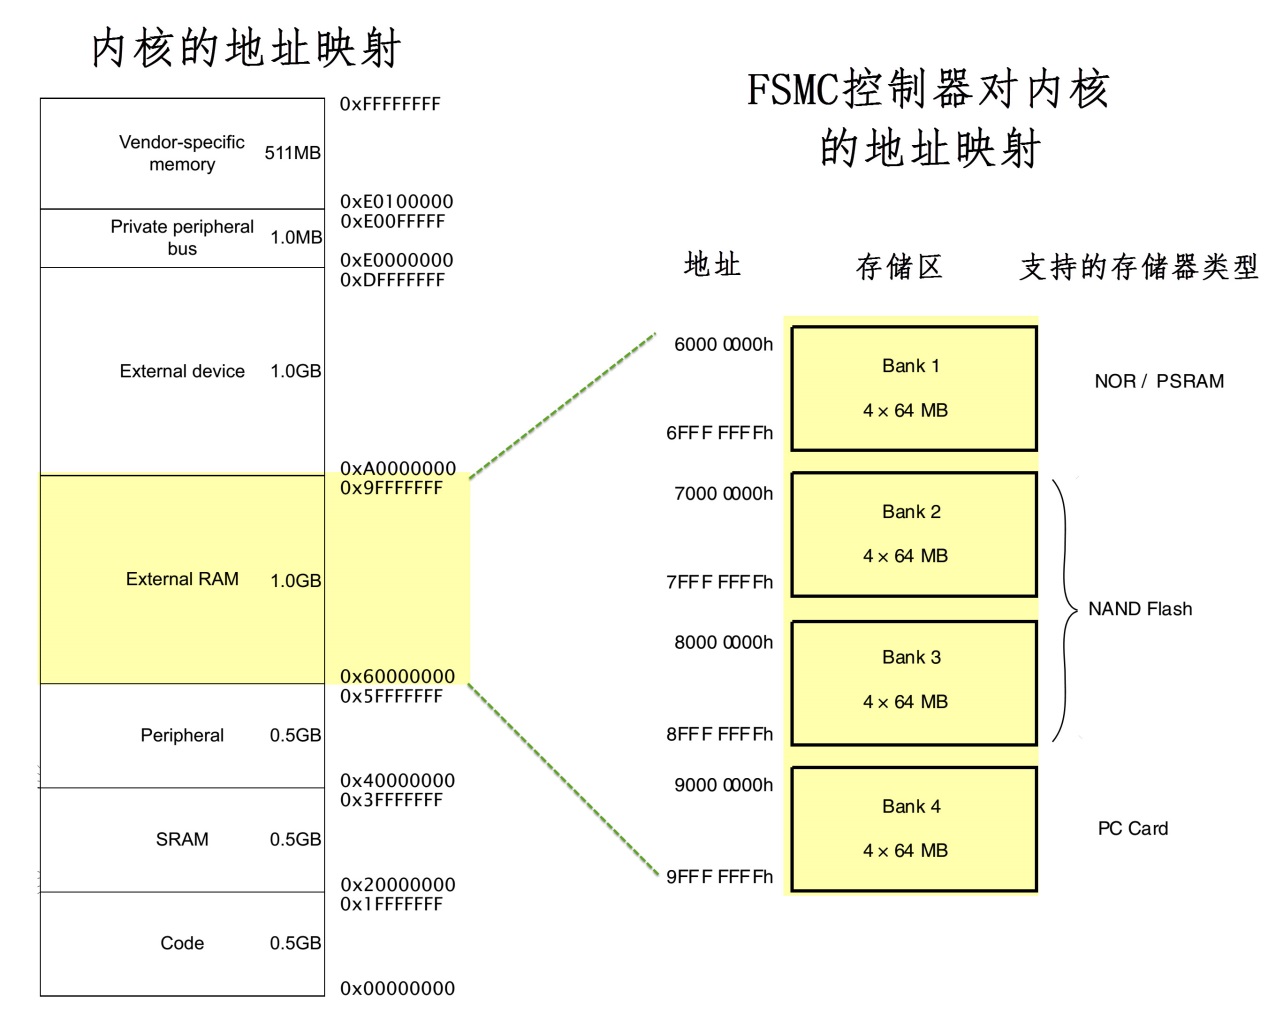 内核的地址映射
0xFFFFFFFF
Vendor-specific
memory
511MB
0xE0100000
0xE00FFFFF
Private peripheral
bus
1.0MB
0xE0000000
0xDFFFFFFF
External device
1.0GB
0xA0000000
0x9FFFFFFF
External RAM
1.0GB
0x60000000
0x5FFFFFFF
Peripheral
0.5GB
0x40000000
0x3FFFFFFF
SRAM
0.5GB
0x20000000
0x1FFFFFFF
Code
0.5GB
0x00000000
FSMC控制器对内核
的地址映射
地址
存储区
支持的存储器类型
6000 0000h
Bank 1
4 × 64 MB
6FFF FFFFh
NOR / PSRAM
7000 0000h
Bank 2
4 × 64 MB
7FFF FFFFh
8000 0000h
Bank 3
4 × 64 MB
8FFF FFFFh
NAND Flash
9000 0000h
Bank 4
4 × 64 MB
9FFF FFFFh
PC Card